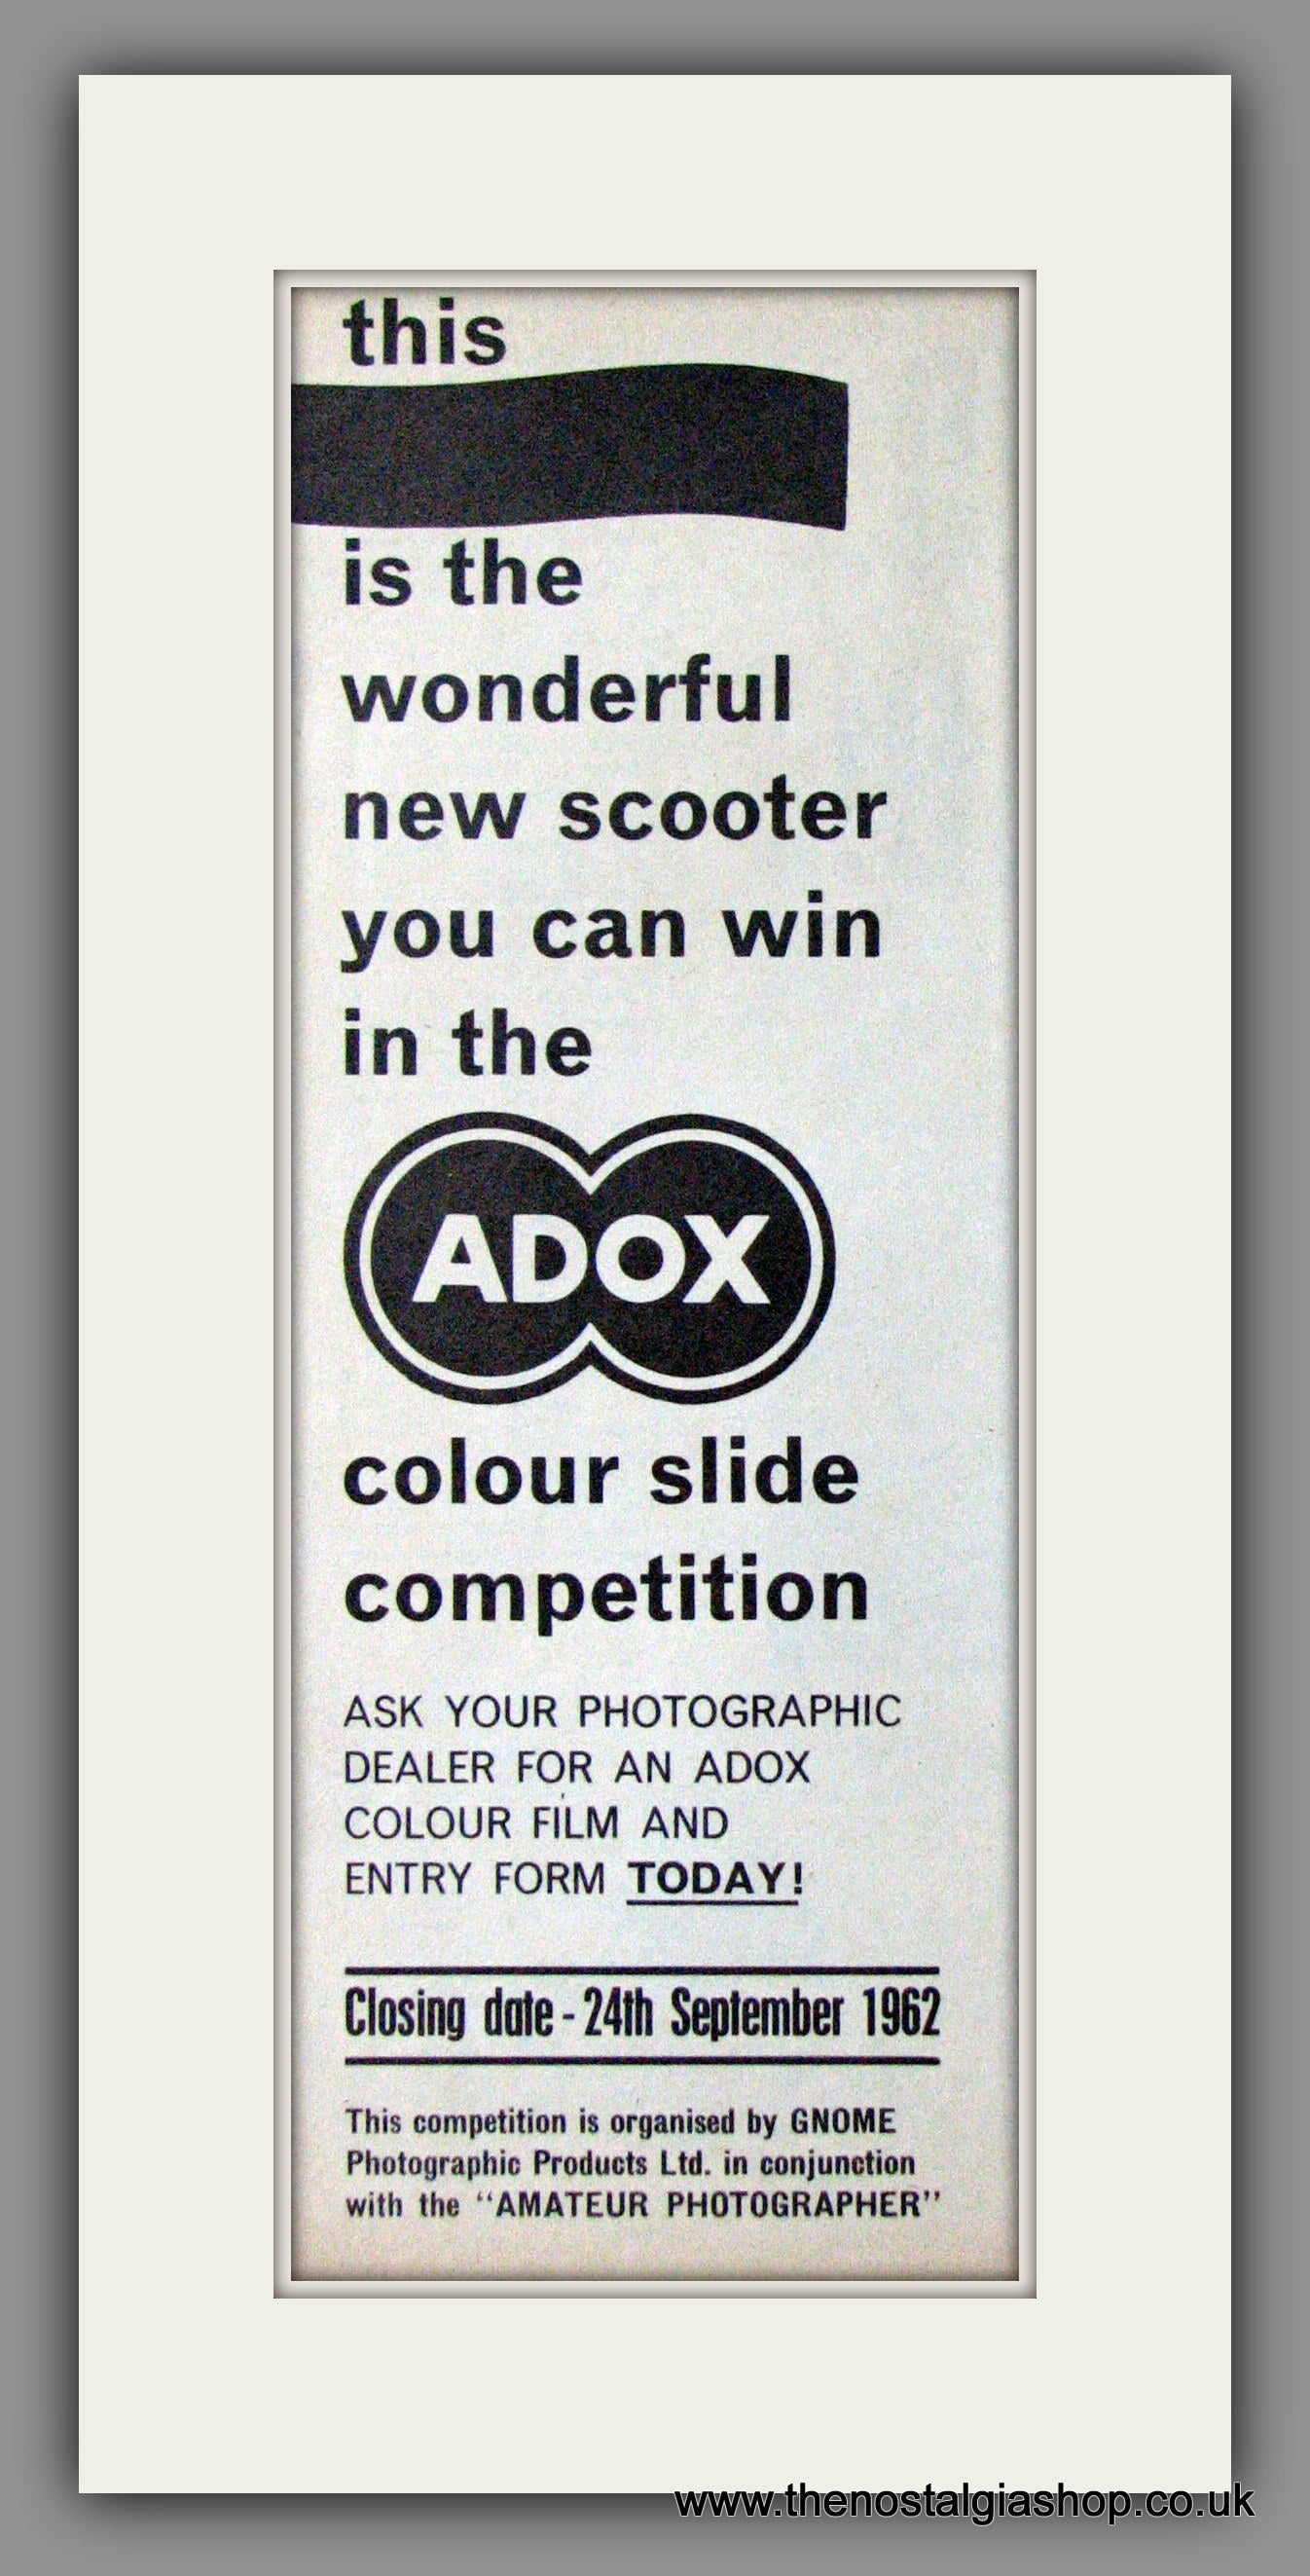 this
is the
wonderful
new scooter
you can win
in the
ADOX
colour slide
competition
ASK YOUR PHOTOGRAPHIC
DEALER FOR AN ADOX
COLOUR FILM AND
ENTRY FORM TODAY!
Closing date - 24th September 1962
This competition is organised by GNOME
Photographic Products Ltd. in conjunction
with the "AMATEUR PHOTOGRAPHER"
www.thenostalgiashop.co.uk